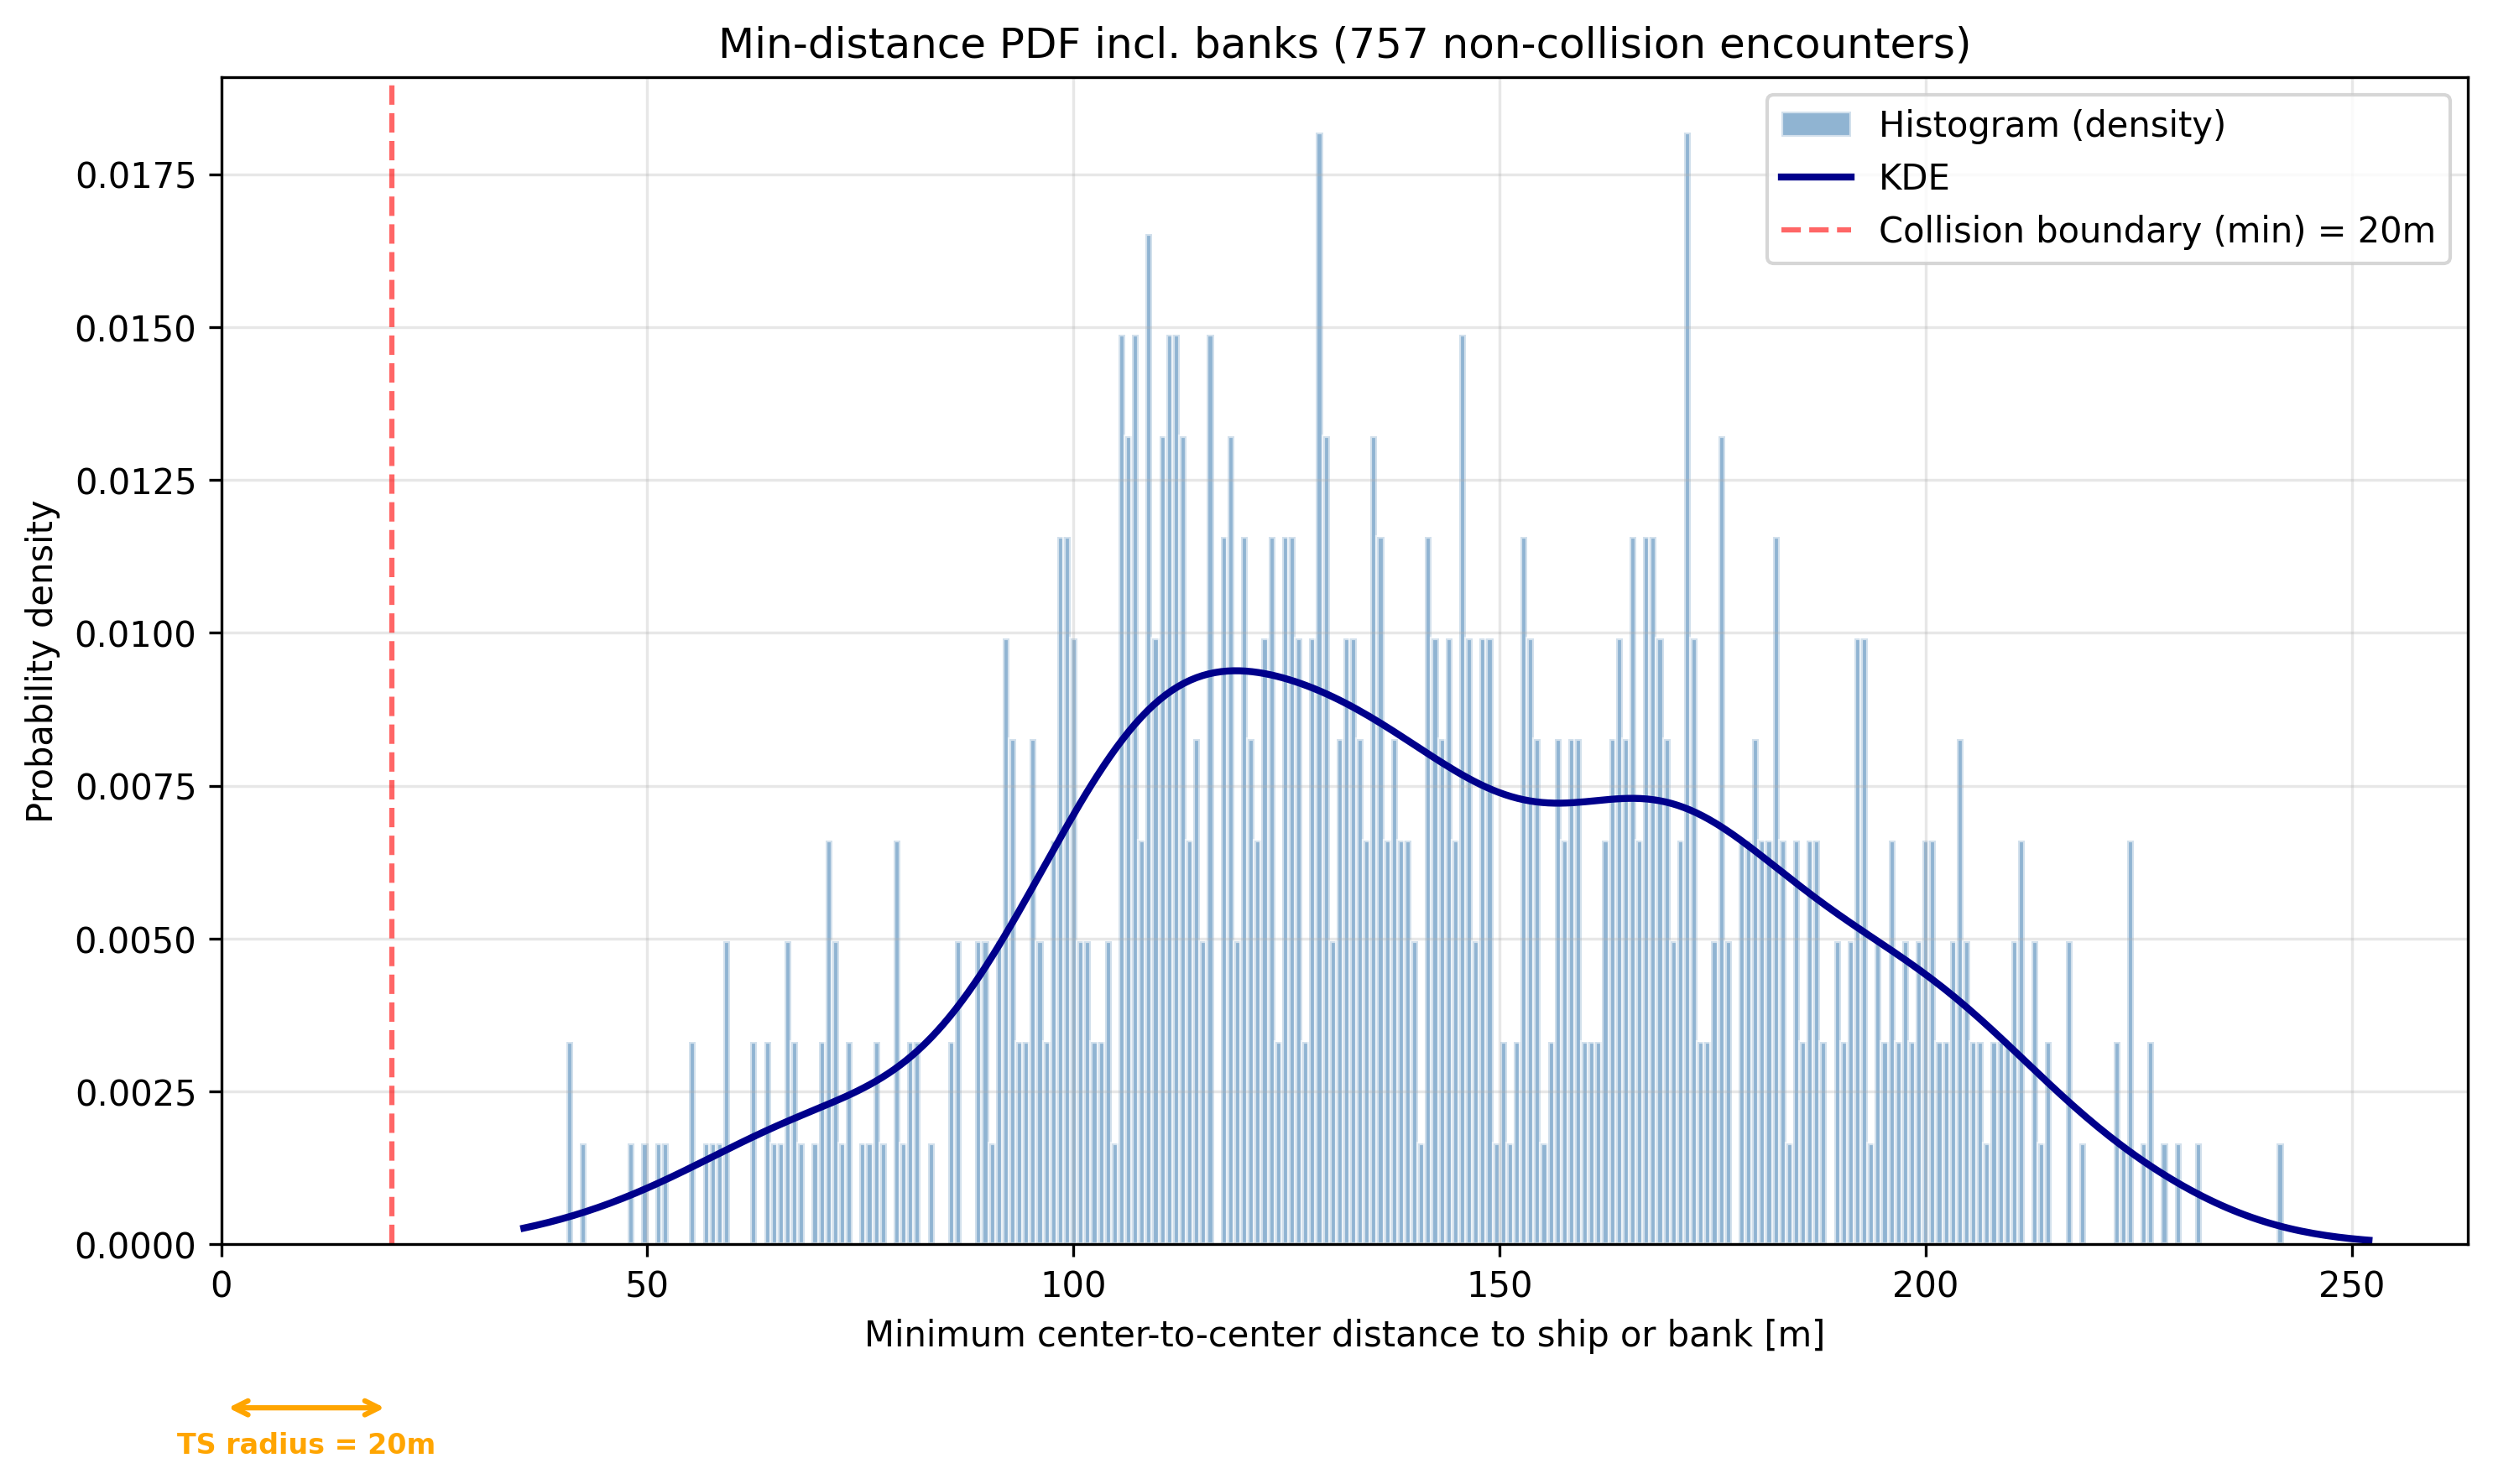 Min-distance PDF incl. banks (757 non-collision encounters)
Histogram (density)
KDE
Collision boundary (min) = 20m
Probability density
0.0175
0.0150
0.0125
0.0100
0.0075
0.0050
0.0025
0.0000
0 50 100 150 200 250
Minimum center-to-center distance to ship or bank [m]
TS radius = 20m